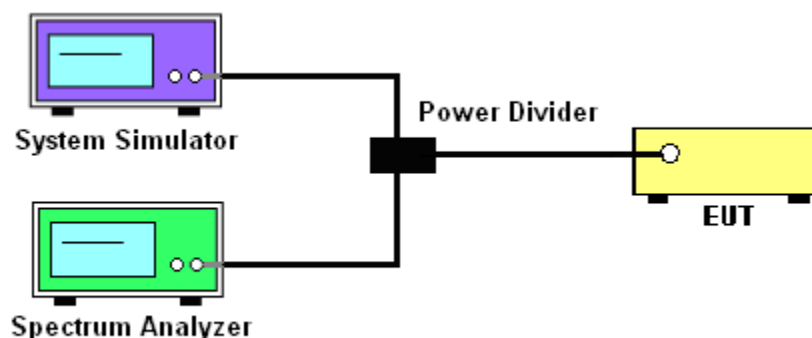 System Simulator
Power Divider
EUT
Spectrum Analyzer